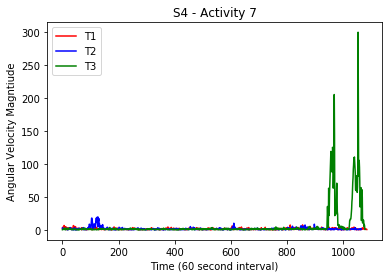 S4 - Activity 7
T1
T2
T3
300
250
200
150
100
50
0
Angular Velocity Magntiude
0 200 400 600 800 1000
Time (60 second interval)